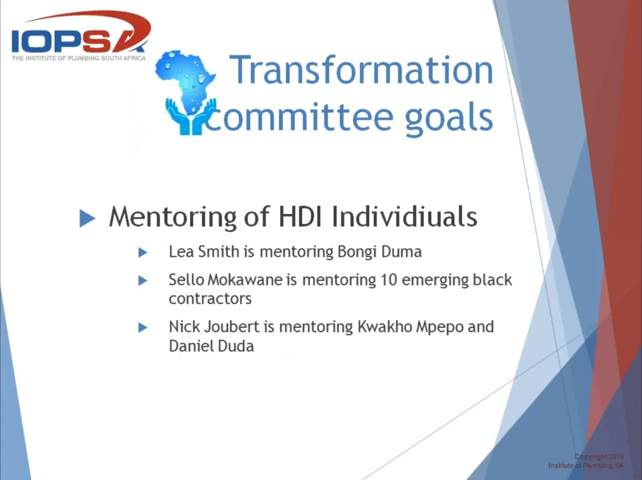 IOPSA
THE INSTITUTE OF PLUMBING SOUTH AFRICA
Transformation
committee goals
Mentoring of HDI Individiuals
Lea Smith is mentoring Bongi Duma
Sello Mokawane is mentoring 10 emerging black
contractors
Nick Joubert is mentoring Kwakho Mpepo and
Daniel Duda
Copyright2019
Institute of Plumbing SA